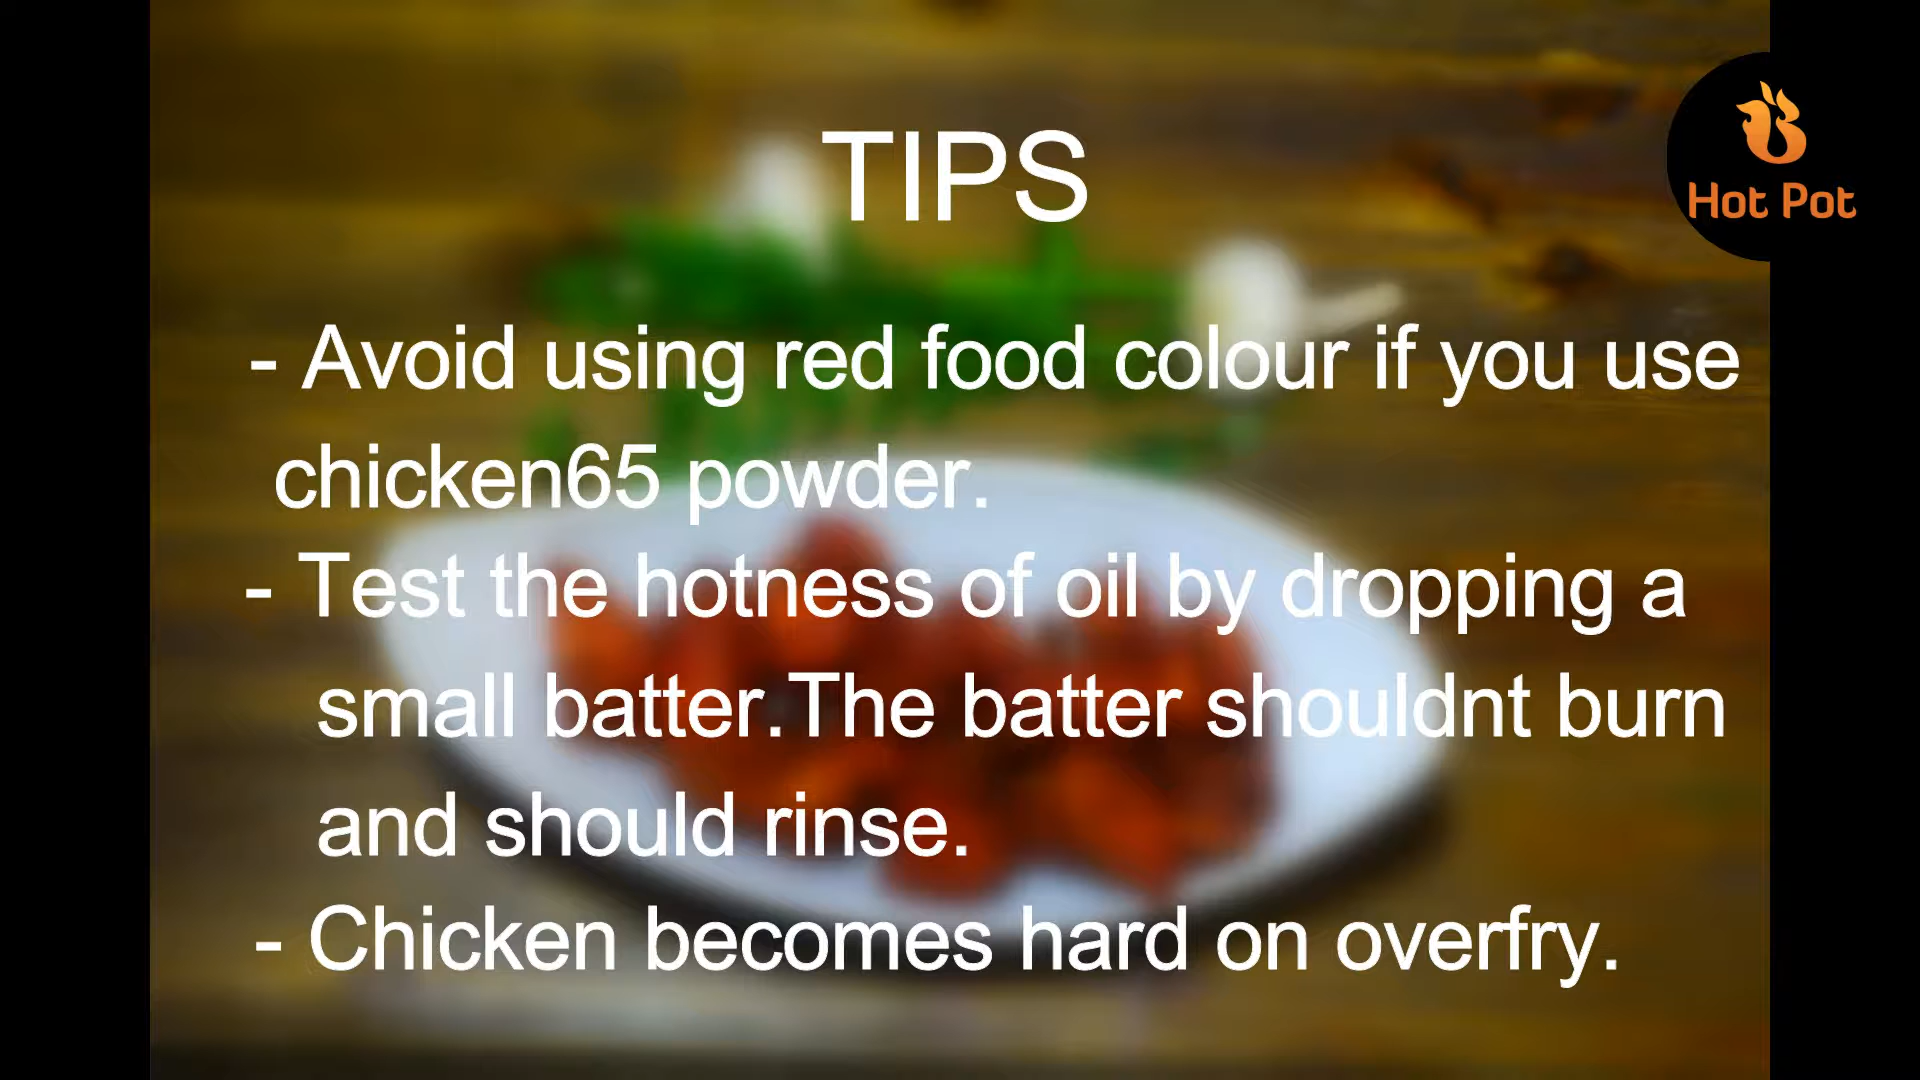 TIPS
Hot Pot
- Avoid using red food colour if you use
chicken65 powder.
- Test the hotness of oil by dropping a
small batter.The batter shouldnt burn
and should rinse.
- Chicken becomes hard on overfry.